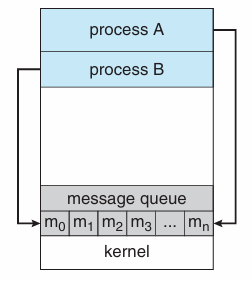 process A
process B
message queue
m0 m1 m2 m3 ... mn
kernel